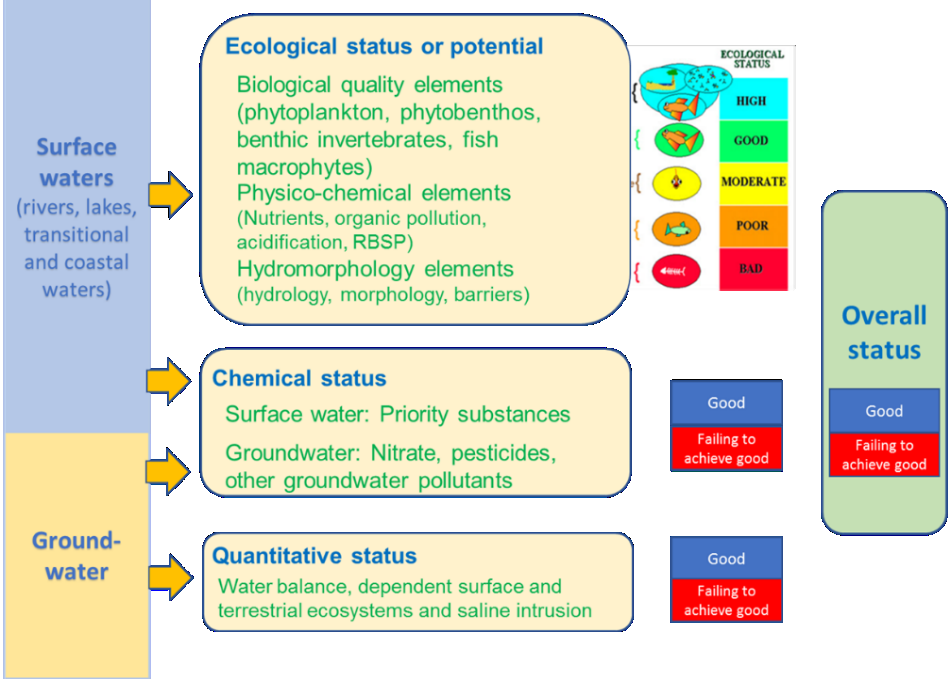 Surface
waters
(rivers, lakes,
transitional
and coastal
waters)
Ground-
water
Ecological status or potential
Biological quality elements
(phytoplankton, phytobenthos,
benthic invertebrates, fish
macrophytes)
Physico-chemical elements
(Nutrients, organic pollution,
acidification, RBSP)
Hydromorphology elements
(hydrology, morphology, barriers)
ECOLOGICAL
STATUS
HIGH
GOOD
MODERATE
POOR
BAD
Chemical status
Surface water: Priority substances
Groundwater: Nitrate, pesticides,
other groundwater pollutants
Good
Failing to
achieve good
Quantitative status
Water balance, dependent surface and
terrestrial ecosystems and saline intrusion
Good
Failing to
achieve good
Overall
status
Good
Failing to
achieve good